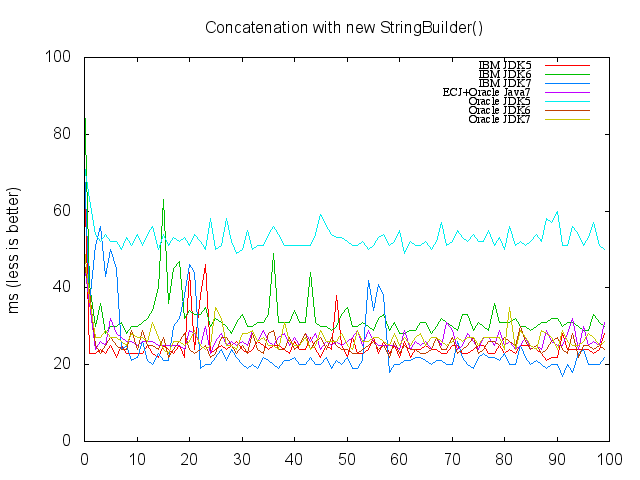 Concatenation with new StringBuilder()
ms (less is better)
100
80
60
40
20
0
IBM JDK5
IBM JDK6
IBM JDK7
ECJ+Oracle Java7
Oracle JDK5
Oracle JDK6
Oracle JDK7
0 10 20 30 40 50 60 70 80 90 100